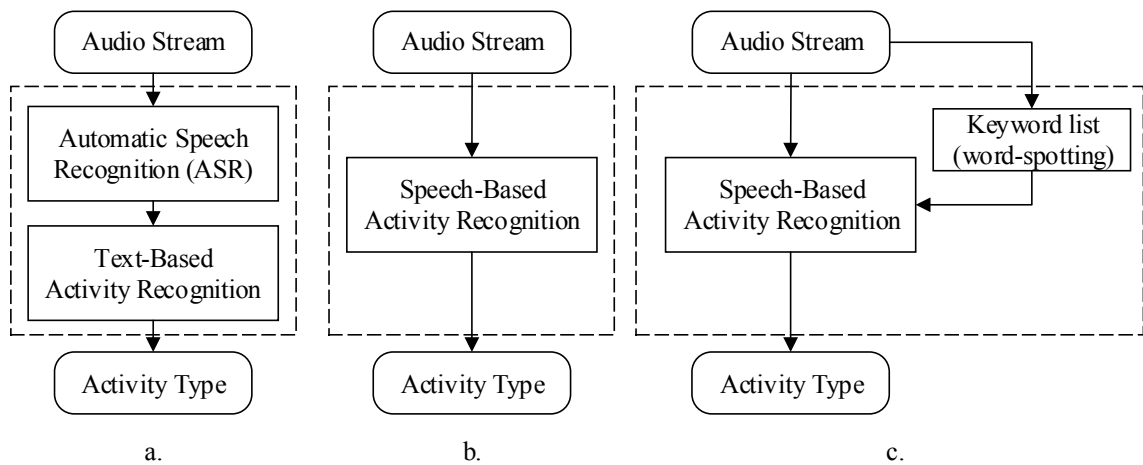 Audio Stream
Automatic Speech
Recognition (ASR)
Text-Based
Activity Recognition
Activity Type
a.
Audio Stream
Speech-Based
Activity Recognition
Activity Type
b.
Audio Stream
Keyword list
(word-spotting)
Speech-Based
Activity Recognition
Activity Type
c.